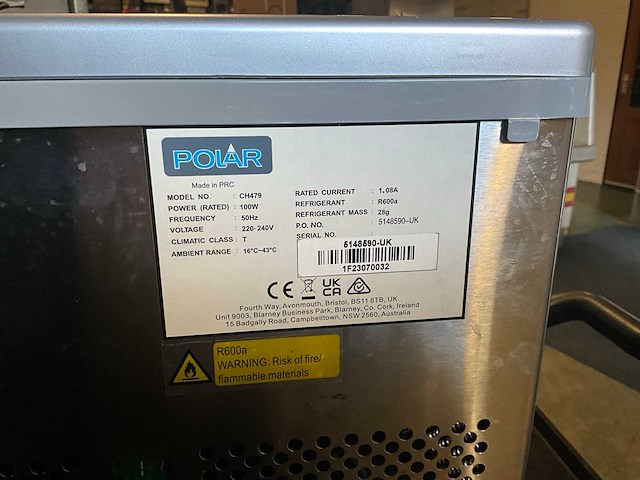 POLAR
Made in PRC
MODEL NO. : CH479
POWER (RATED) : 100W
FREQUENCY : 50Hz
VOLTAGE : 220-240V
CLIMATIC CLASS : T
AMBIENT RANGE : 16°C~43°C
RATED CURRENT : 1.08A
REFRIGERANT : R600a
REFRIGERANT MASS : 28g
P.O. NO. : 5148590-UK
SERIAL NO.
5148590-UK
1F23070032
CE UK CA
Fourth Way, Avonmouth, Bristol, BS11 8TB, UK
Unit 9003, Blarney Business Park, Blarney, Co. Cork, Ireland
15 Badgally Road, Campbelltown, NSW 2560, Australia
R600a
WARNING: Risk of fire/
flammable materials